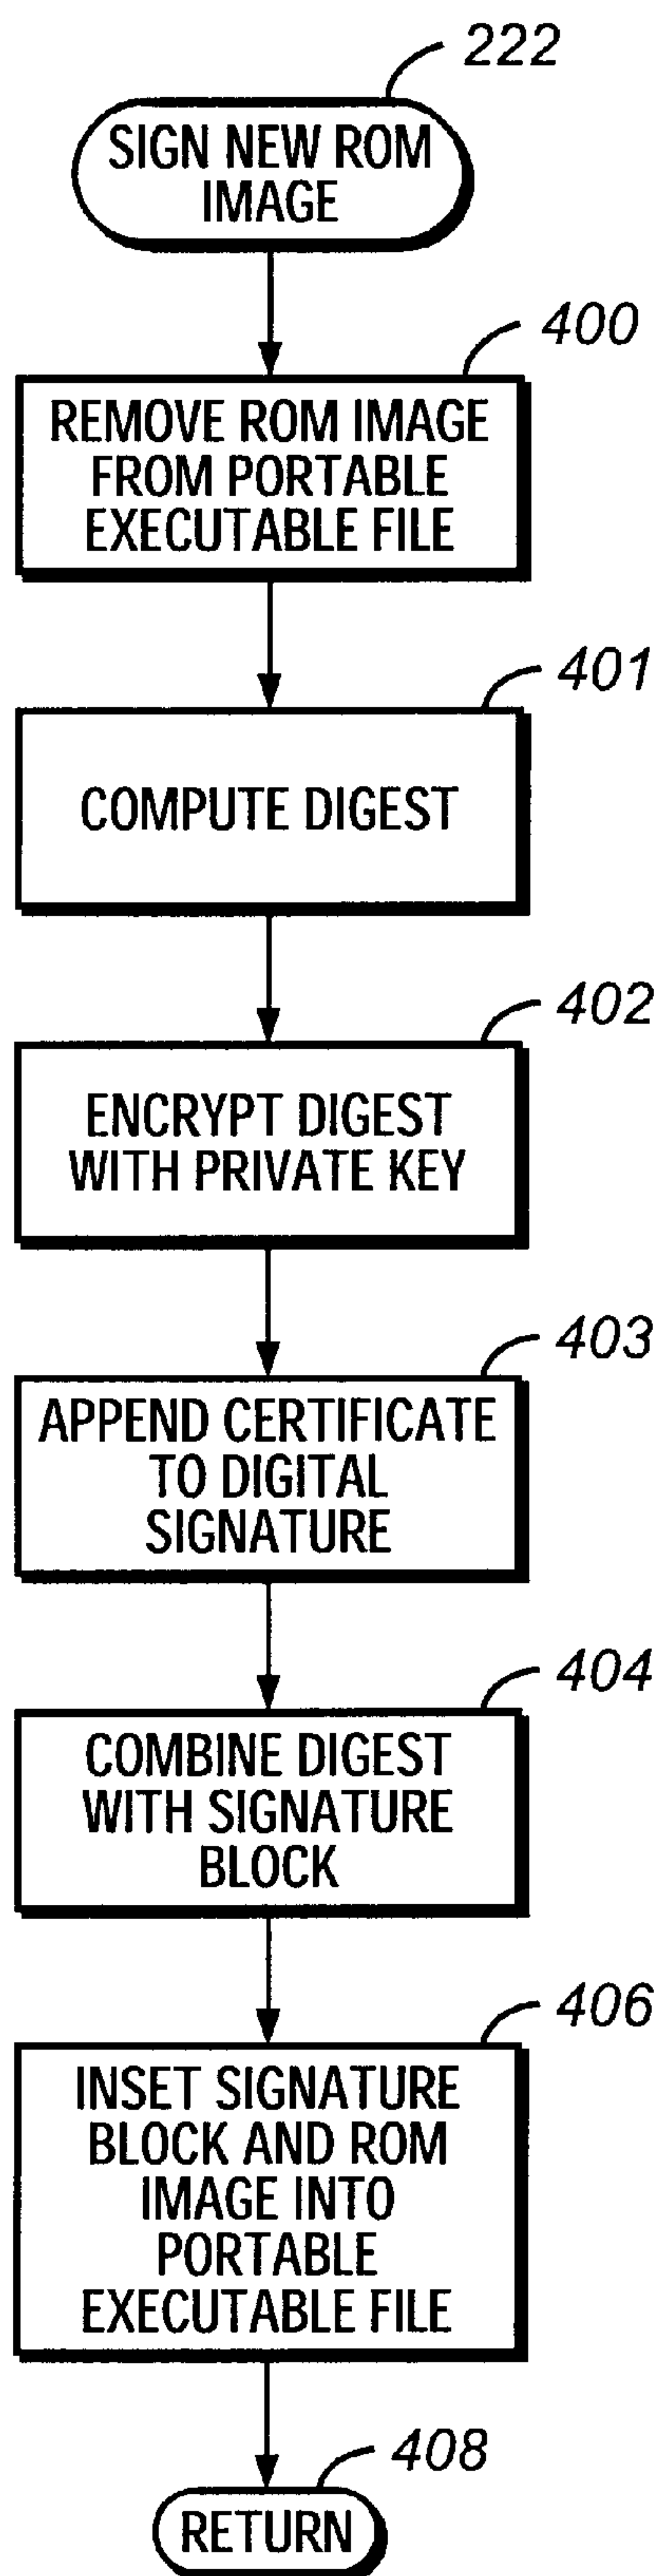 222
SIGN NEW ROM
IMAGE
400
REMOVE ROM IMAGE
FROM PORTABLE
EXECUTABLE FILE
401
COMPUTE DIGEST
402
ENCRYPT DIGEST
WITH PRIVATE KEY
403
APPEND CERTIFICATE
TO DIGITAL
SIGNATURE
404
COMBINE DIGEST
WITH SIGNATURE
BLOCK
406
INSET SIGNATURE
BLOCK AND ROM
IMAGE INTO
PORTABLE
EXECUTABLE FILE
408
RETURN